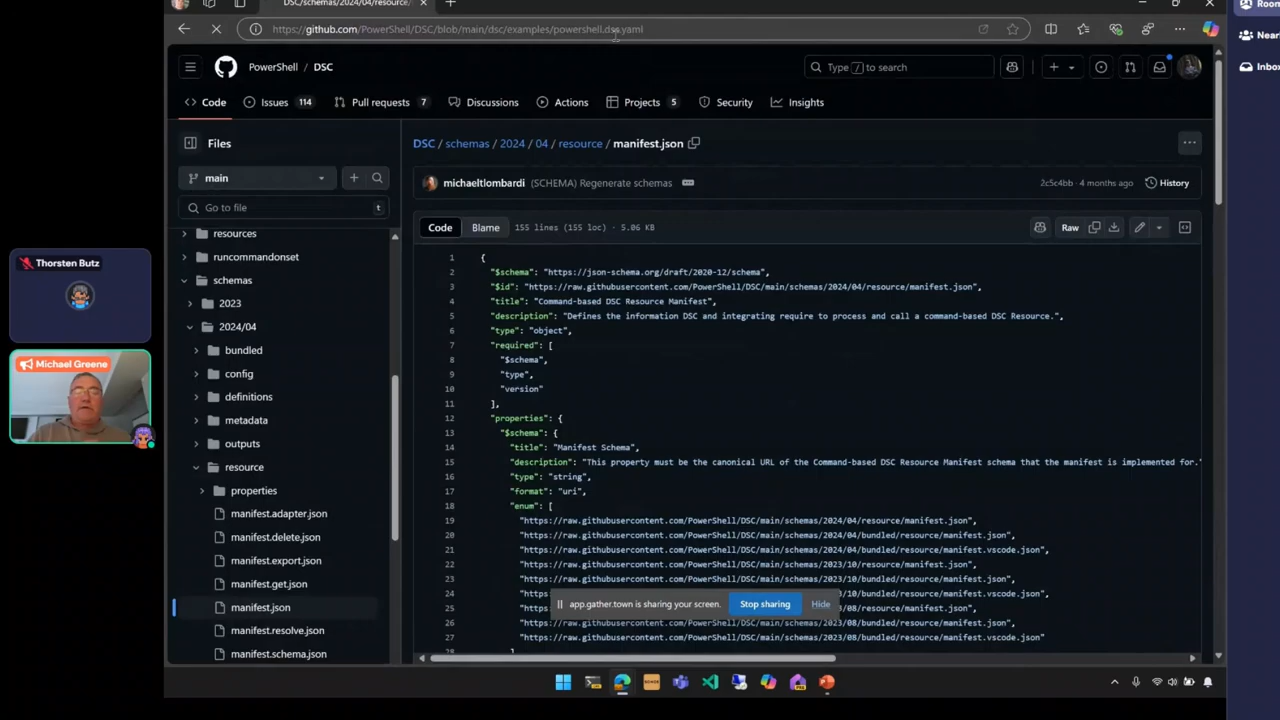 DSC/schemas/2024/04/resource/
https://github.com/PowerShell/DSC/blob/main/dsc/examples/powershell.dsc.yaml
PowerShell / DSC
Type / to search
Code
Issues 114
Pull requests 7
Discussions
Actions
Projects 5
Security
Insights
Files
main
Go to file
t
resources
runcommandonset
schemas
2023
2024/04
bundled
config
definitions
metadata
outputs
resource
properties
manifest.adapter.json
manifest.delete.json
manifest.export.json
manifest.get.json
manifest.json
manifest.resolve.json
manifest.schema.json
DSC / schemas / 2024 / 04 / resource / manifest.json
michaeltlombardi (SCHEMA) Regenerate schemas
2c5c4bb · 4 months ago
History
Code
Blame
155 lines (155 loc) · 5.06 KB
Raw
1 {
2 "$schema": "https://json-schema.org/draft/2020-12/schema",
3 "$id": "https://raw.githubusercontent.com/PowerShell/DSC/main/schemas/2024/04/resource/manifest.json",
4 "title": "Command-based DSC Resource Manifest",
5 "description": "Defines the information DSC and integrating require to process and call a command-based DSC Resource.",
6 "type": "object",
7 "required": [
8 "$schema",
9 "type",
10 "version"
11 ],
12 "properties": {
13 "$schema": {
14 "title": "Manifest Schema",
15 "description": "This property must be the canonical URL of the Command-based DSC Resource Manifest schema that the manifest is implemented for."
16 "type": "string",
17 "format": "uri",
18 "enum": [
19 "https://raw.githubusercontent.com/PowerShell/DSC/main/schemas/2024/04/resource/manifest.json",
20 "https://raw.githubusercontent.com/PowerShell/DSC/main/schemas/2024/04/bundled/resource/manifest.json",
21 "https://raw.githubusercontent.com/PowerShell/DSC/main/schemas/2024/04/bundled/resource/manifest.vscode.json",
22 "https://raw.githubusercontent.com/PowerShell/DSC/main/schemas/2023/10/resource/manifest.json",
23 "https://raw.githubusercontent.com/PowerShell/DSC/main/schemas/2023/10/bundled/resource/manifest.json",
24 /10/bundled/resource/manifest.vscode.json",
25 /08/resource/manifest.json",
26 "https://raw.githubusercontent.com/PowerShell/DSC/main/schemas/2023/08/bundled/resource/manifest.json",
27 "https://raw.githubusercontent.com/PowerShell/DSC/main/schemas/2023/08/bundled/resource/manifest.vscode.json"
28 ]
app.gather.town is sharing your screen.
Stop sharing
Hide
Thorsten Butz
Michael Greene
Room
Near
Inbox